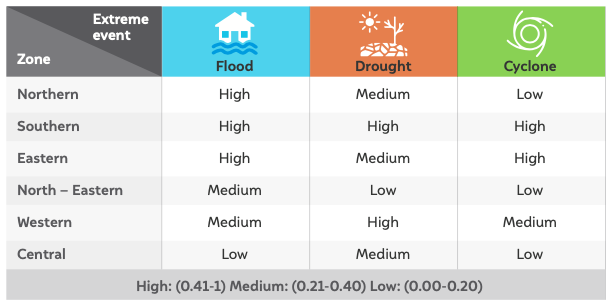 Extreme
event
Zone
Flood Drought Cyclone
Northern High Medium Low
Southern High High High
Eastern High Medium High
North – Eastern Medium Low Low
Western Medium High Medium
Central Low Medium Low
High: (0.41-1) Medium: (0.21-0.40) Low: (0.00-0.20)